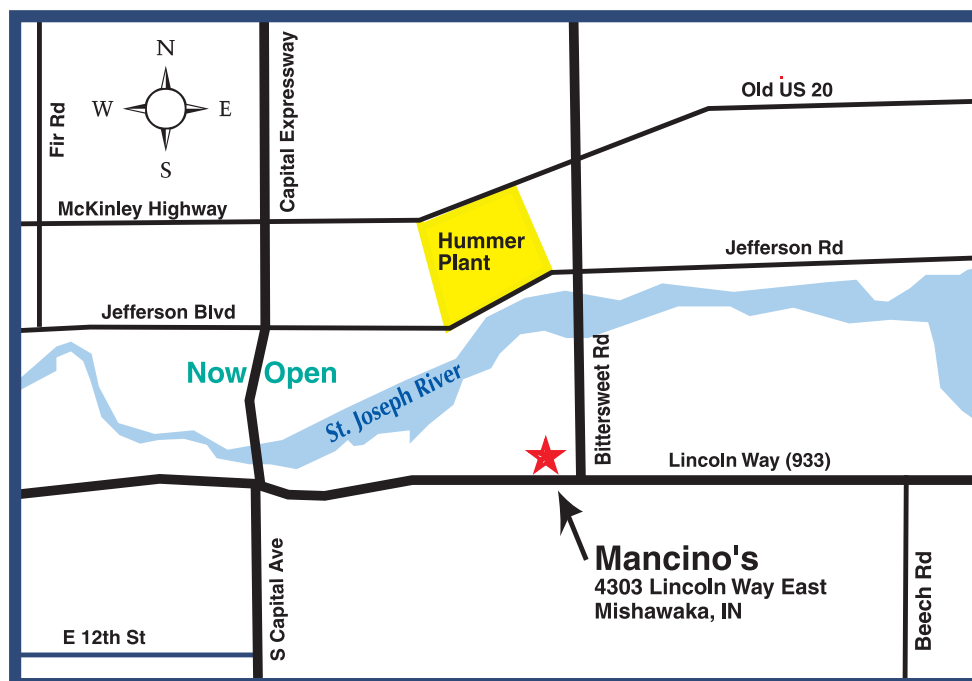 N
W E
S
Fir Rd
Capital Expressway
Old US 20
McKinley Highway
Hummer
Plant
Jefferson Rd
Jefferson Blvd
Now Open
St. Joseph River
Bittersweet Rd
Lincoln Way (933)
Mancino's
4303 Lincoln Way East
Mishawaka, IN
S Capital Ave
Beech Rd
E 12th St